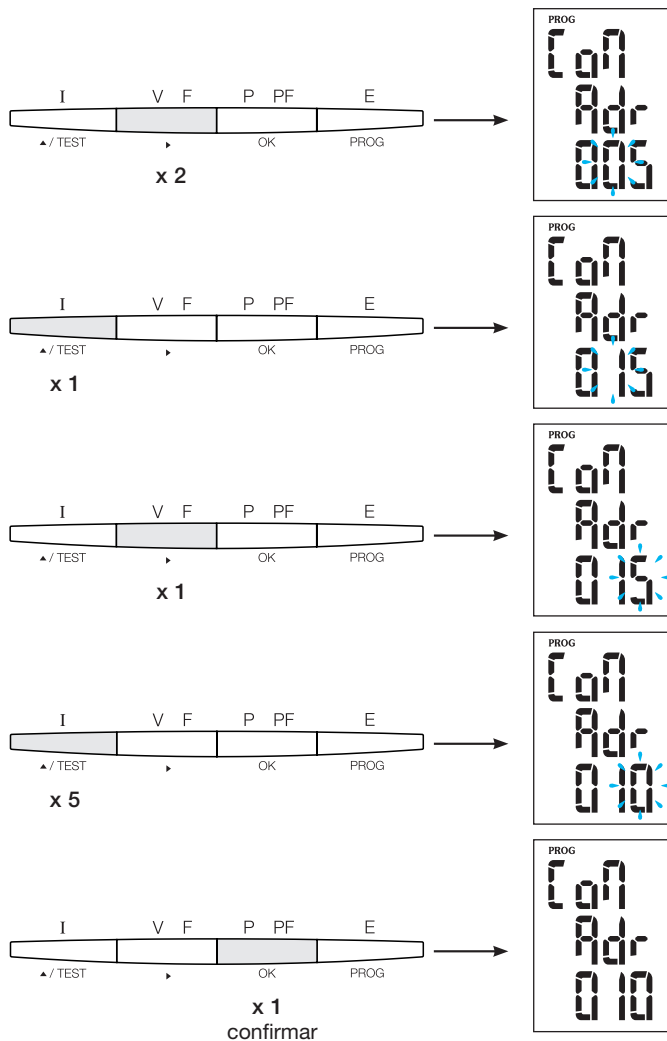 PROG
CoM
I V F P PF E
Adr
▲ / TEST ▸ OK PROG
005
x 2
PROG
CoM
I V F P PF E
Adr
▲ / TEST ▸ OK PROG
015
x 1
PROG
CoM
I V F P PF E
Adr
▲ / TEST ▸ OK PROG
015
x 1
PROG
CoM
I V F P PF E
Adr
▲ / TEST ▸ OK PROG
010
x 5
PROG
CoM
I V F P PF E
Adr
▲ / TEST ▸ OK PROG
010
x 1
confirmar